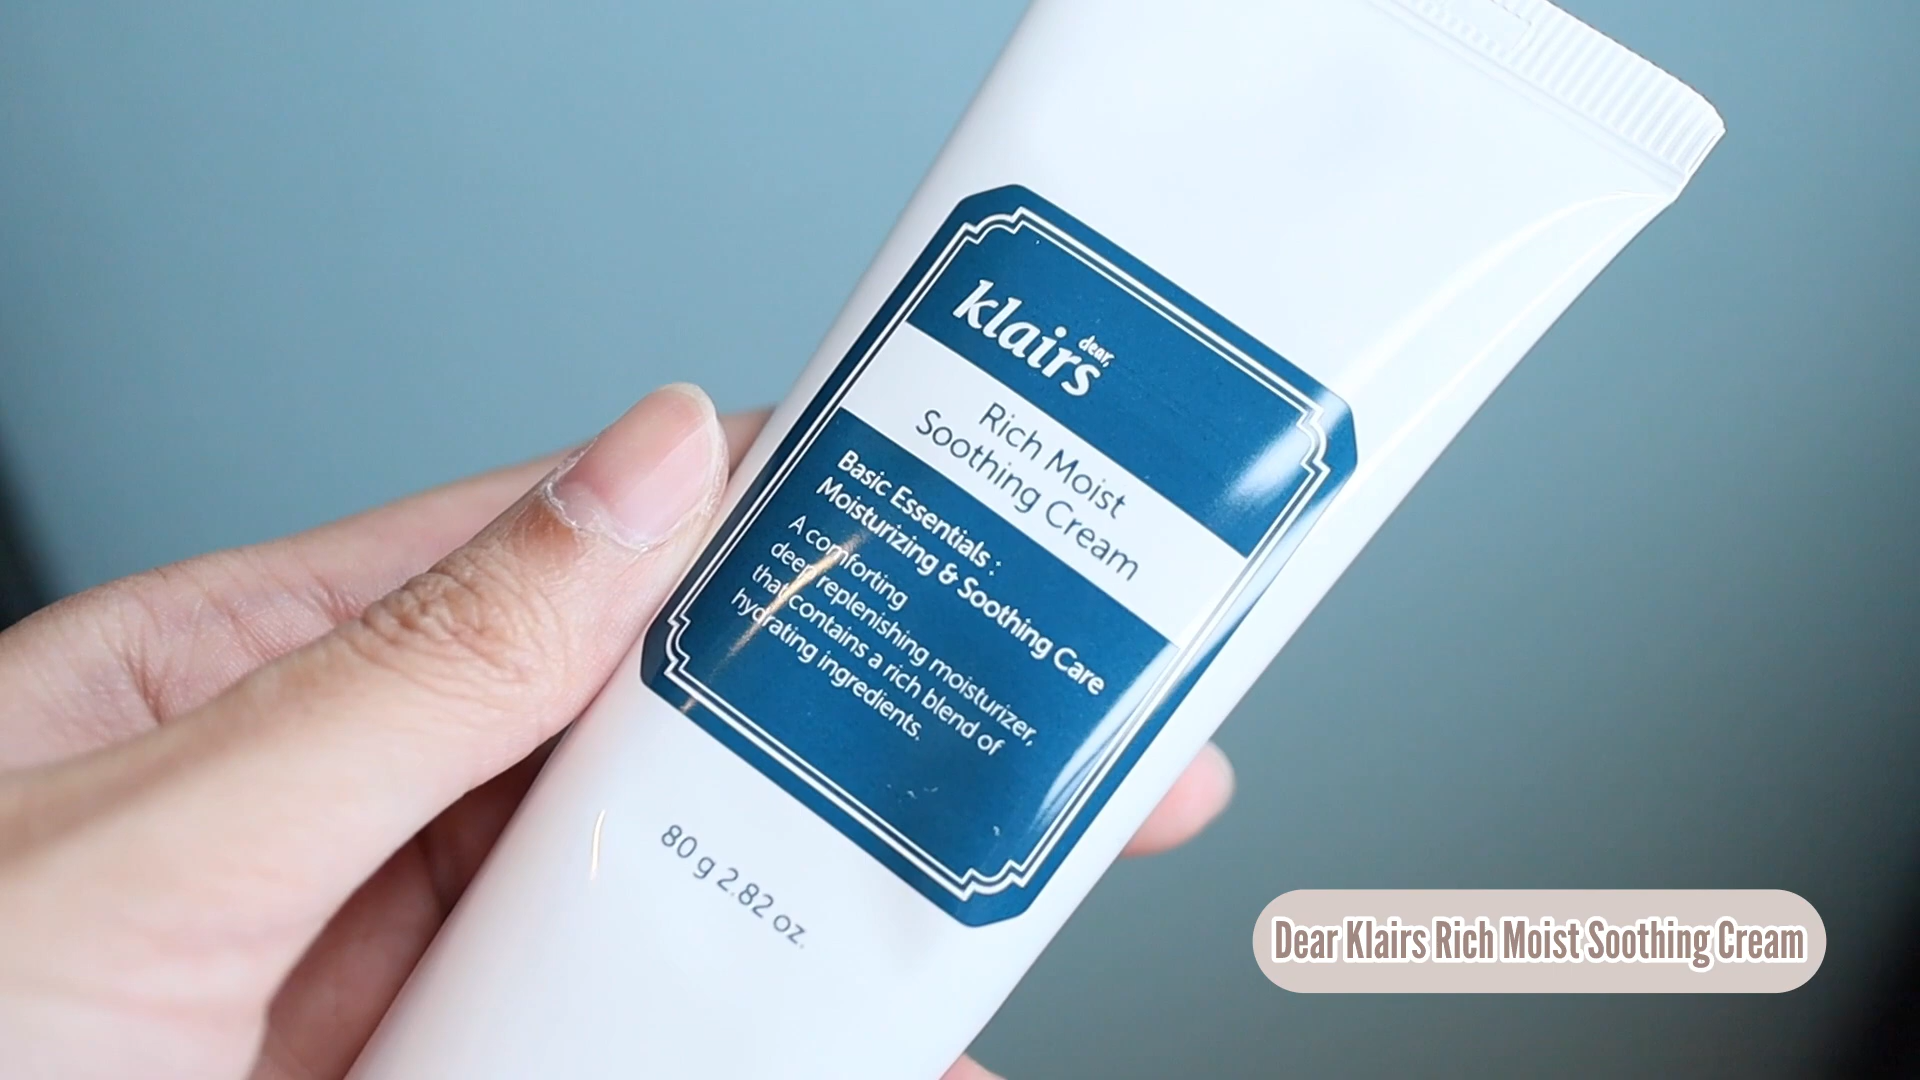 klairs
dear,
Rich Moist
Soothing Cream
Basic Essentials :
Moisturizing & Soothing Care
A comforting
deep replenishing moisturizer,
that contains a rich blend of
hydrating ingredients.
80 g 2.82 oz.
Dear Klairs Rich Moist Soothing Cream